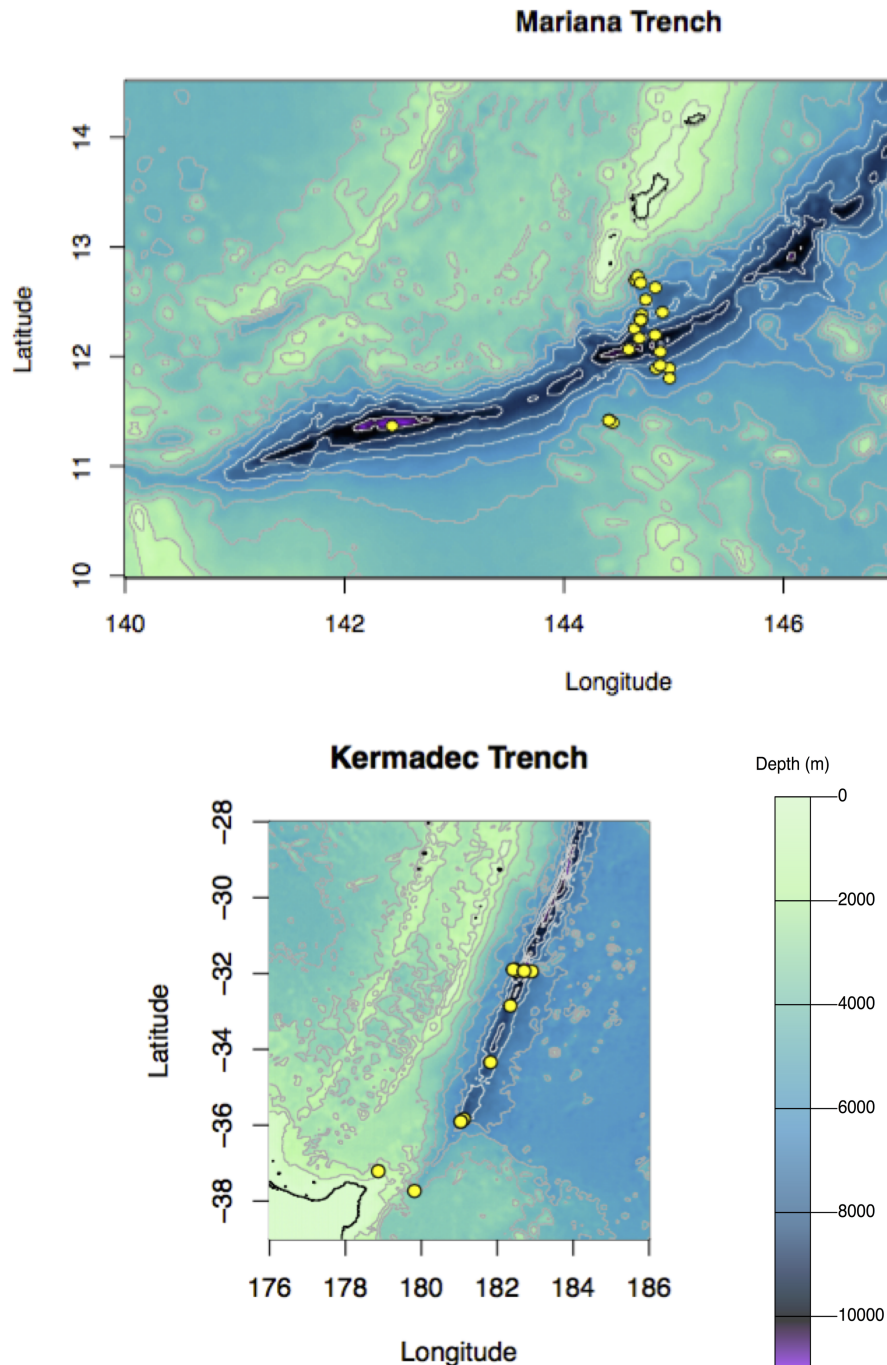 Mariana Trench
14
13
12
11
10
Latitude
140 142 144 146
Longitude
Kermadec Trench
Depth (m)
0
−28
−30
−32
−34
−36
−38
Latitude
2000
4000
6000
8000
10000
176 178 180 182 184 186
Longitude